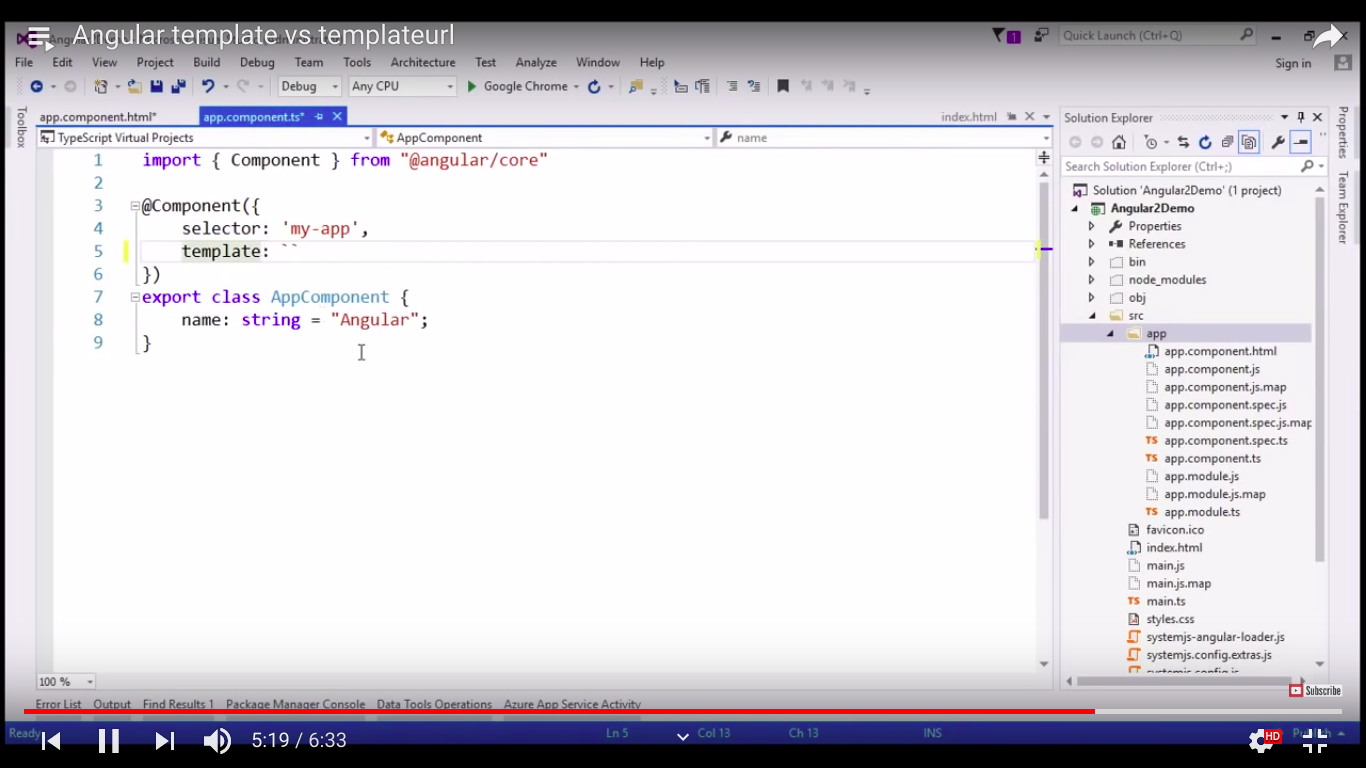 Angular template vs templateurl
Quick Launch (Ctrl+Q)
1
File Edit View Project Build Debug Team Tools Architecture Test Analyze Window Help
Sign in
Debug Any CPU Google Chrome
Toolbox
app.component.html* app.component.ts* index.html
TypeScript Virtual Projects AppComponent name
1 import { Component } from "@angular/core"
2
3 @Component({
4 selector: 'my-app',
5 template: ``
6 })
7 export class AppComponent {
8 name: string = "Angular";
9 }
100 %
Solution Explorer
Search Solution Explorer (Ctrl+;)
Solution 'Angular2Demo' (1 project)
Angular2Demo
Properties
References
bin
node_modules
obj
src
app
app.component.html
app.component.js
app.component.js.map
app.component.spec.js
app.component.spec.js.map
TS app.component.spec.ts
TS app.component.ts
app.module.js
app.module.js.map
TS app.module.ts
favicon.ico
index.html
main.js
main.js.map
TS main.ts
styles.css
systemjs-angular-loader.js
systemjs.config.extras.js
systemjs.config.js
Properties
Team Explorer
Subscribe
Error List Output Find Results 1 Package Manager Console Data Tools Operations Azure App Service Activity
Ready Ln 5 Col 13 Ch 13 INS
5:19 / 6:33
HD